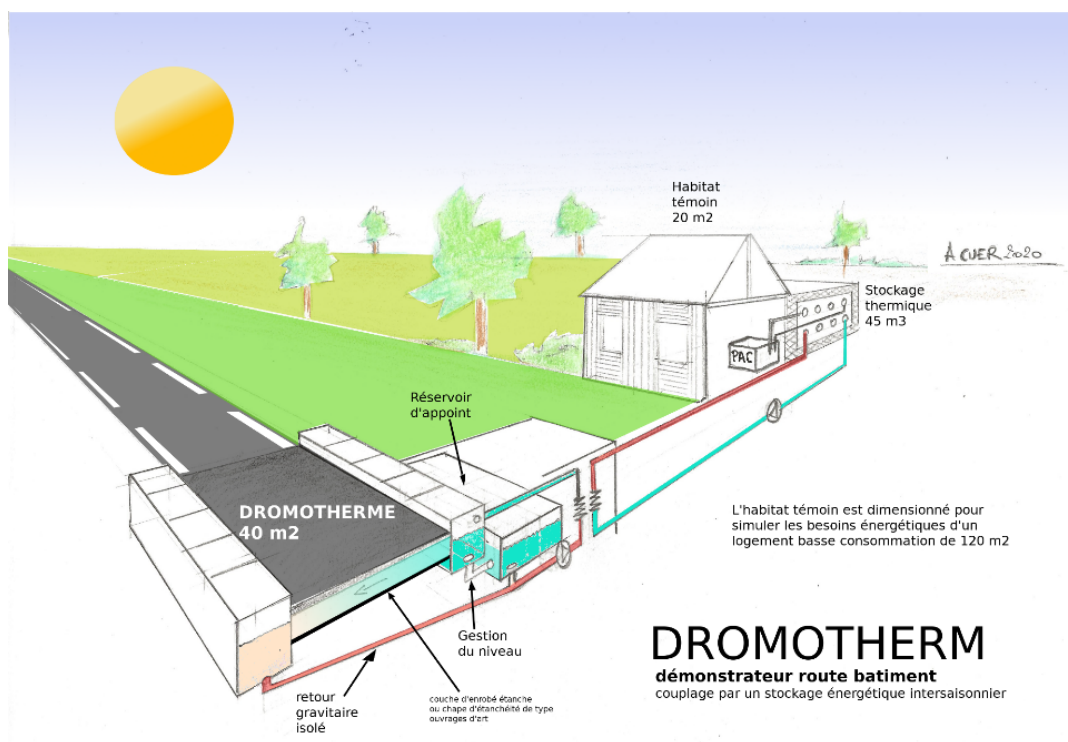 Habitat
témoin
20 m2
A CUER 2020
Stockage
thermique
45 m3
PAC
Réservoir
d'appoint
DROMOTHERME
40 m2
L'habitat témoin est dimensionné pour
simuler les besoins énergétiques d'un
logement basse consommation de 120 m2
Gestion
du niveau
retour
gravitaire
isolé
couche d'enrobé étanche
ou chape d'étanchéité de type
ouvrages d'art
DROMOTHERM
démonstrateur route batiment
couplage par un stockage énergétique intersaisonnier